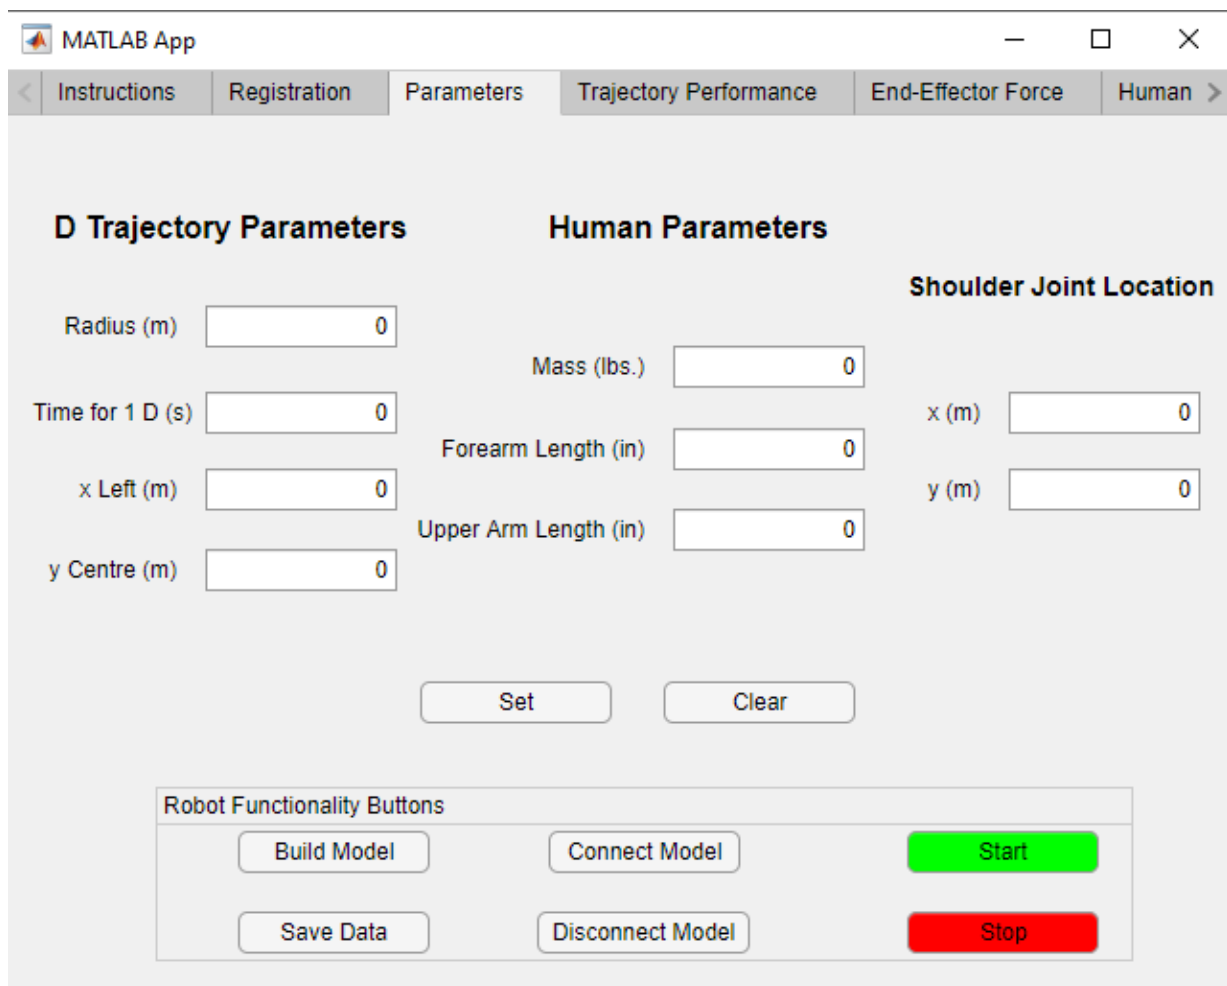 MATLAB App
Instructions Registration Parameters Trajectory Performance End-Effector Force Human
D Trajectory Parameters
Human Parameters
Shoulder Joint Location
Radius (m) 0
Time for 1 D (s) 0
x Left (m) 0
y Centre (m) 0
Mass (lbs.) 0
Forearm Length (in) 0
Upper Arm Length (in) 0
x (m) 0
y (m) 0
Set Clear
Robot Functionality Buttons
Build Model Connect Model Start
Save Data Disconnect Model Stop